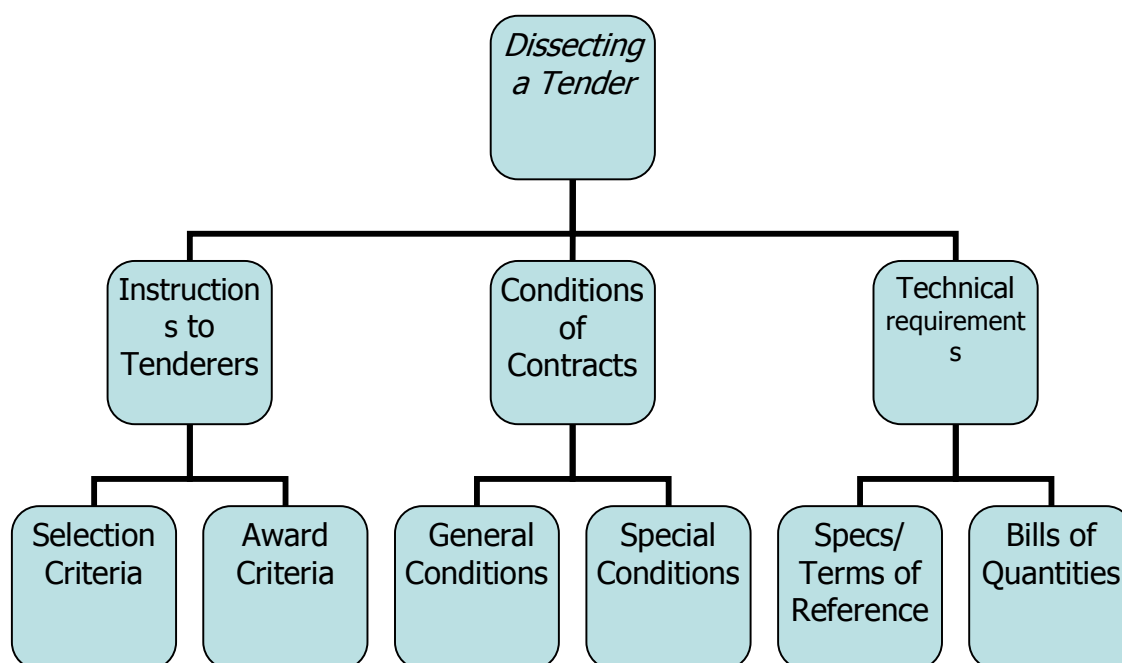 Dissecting
a Tender
Instruction
s to
Tenderers
Conditions
of
Contracts
Technical
requirement
s
Selection
Criteria
Award
Criteria
General
Conditions
Special
Conditions
Specs/
Terms of
Reference
Bills of
Quantities